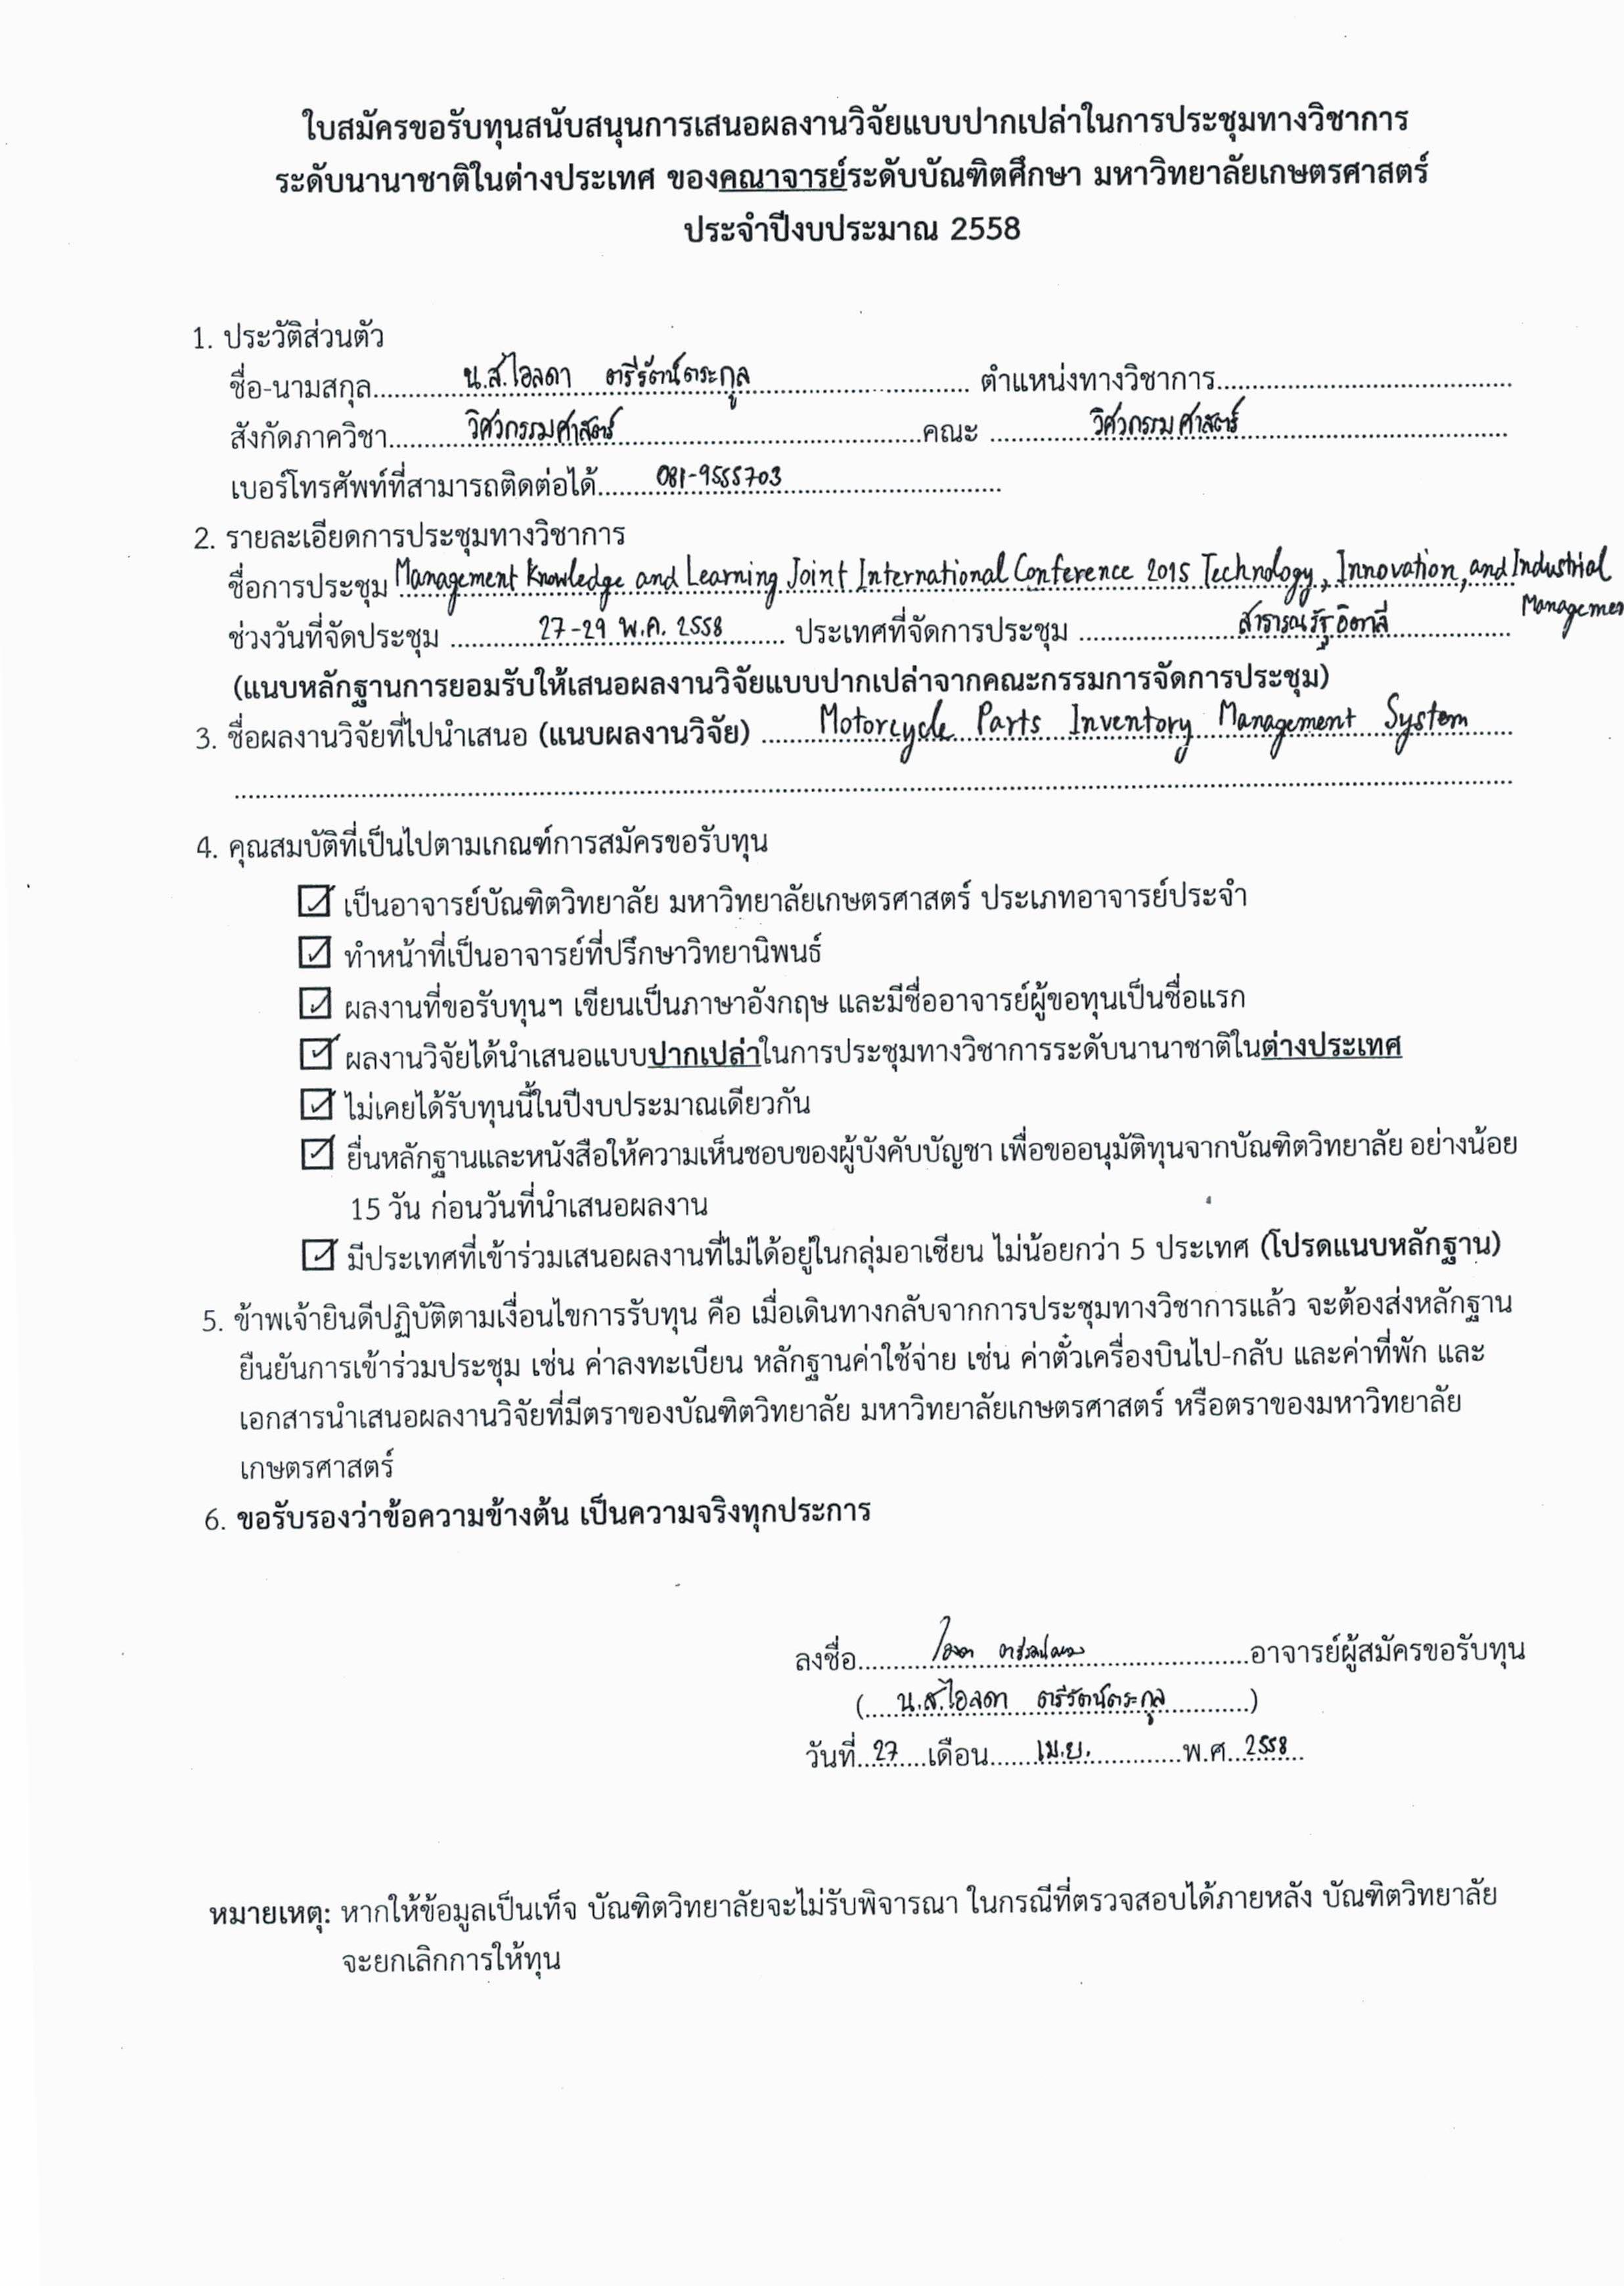 ใบสมัครขอรับทุนสนับสนุนการเสนอผลงานวิจัยแบบปากเปล่าในการประชุมทางวิชาการ
ระดับนานาชาติในต่างประเทศ ของคณาจารย์ระดับบัณฑิตศึกษา มหาวิทยาลัยเกษตรศาสตร์
ประจำปีงบประมาณ 2558
1. ประวัติส่วนตัว
ชื่อ-นามสกุล น.ส.ไอลดา ตรีรัตน์ตระกูล ตำแหน่งทางวิชาการ
สังกัดภาควิชา วิศวกรรมศาสตร์ คณะ วิศวกรรมศาสตร์
เบอร์โทรศัพท์ที่สามารถติดต่อได้ 081-9555703
2. รายละเอียดการประชุมทางวิชาการ
ชื่อการประชุม Management Knowledge and Learning Joint International Conference 2015 Technology, Innovation, and Industrial
Managemen
ช่วงวันที่จัดประชุม 27-29 พ.ค. 2558 ประเทศที่จัดการประชุม สาธารณรัฐอิตาลี
(แนบหลักฐานการยอมรับให้เสนอผลงานวิจัยแบบปากเปล่าจากคณะกรรมการจัดการประชุม)
3. ชื่อผลงานวิจัยที่ไปนำเสนอ (แนบผลงานวิจัย) Motorcycle Parts Inventory Management System
4. คุณสมบัติที่เป็นไปตามเกณฑ์การสมัครขอรับทุน
เป็นอาจารย์บัณฑิตวิทยาลัย มหาวิทยาลัยเกษตรศาสตร์ ประเภทอาจารย์ประจำ
ทำหน้าที่เป็นอาจารย์ที่ปรึกษาวิทยานิพนธ์
ผลงานที่ขอรับทุนฯ เขียนเป็นภาษาอังกฤษ และมีชื่ออาจารย์ผู้ขอทุนเป็นชื่อแรก
ผลงานวิจัยได้นำเสนอแบบปากเปล่าในการประชุมทางวิชาการระดับนานาชาติในต่างประเทศ
ไม่เคยได้รับทุนนี้ในปีงบประมาณเดียวกัน
ยื่นหลักฐานและหนังสือให้ความเห็นชอบของผู้บังคับบัญชา เพื่อขออนุมัติทุนจากบัณฑิตวิทยาลัย อย่างน้อย
15 วัน ก่อนวันที่นำเสนอผลงาน
มีประเทศที่เข้าร่วมเสนอผลงานที่ไม่ได้อยู่ในกลุ่มอาเซียน ไม่น้อยกว่า 5 ประเทศ (โปรดแนบหลักฐาน)
5. ข้าพเจ้ายินดีปฏิบัติตามเงื่อนไขการรับทุน คือ เมื่อเดินทางกลับจากการประชุมทางวิชาการแล้ว จะต้องส่งหลักฐาน
ยืนยันการเข้าร่วมประชุม เช่น ค่าลงทะเบียน หลักฐานค่าใช้จ่าย เช่น ค่าตั๋วเครื่องบินไป-กลับ และค่าที่พัก และ
เอกสารนำเสนอผลงานวิจัยที่มีตราของบัณฑิตวิทยาลัย มหาวิทยาลัยเกษตรศาสตร์ หรือตราของมหาวิทยาลัย
เกษตรศาสตร์
6. ขอรับรองว่าข้อความข้างต้น เป็นความจริงทุกประการ
ลงชื่อ อาจารย์ผู้สมัครขอรับทุน
( น.ส.ไอลดา ตรีรัตน์ตระกูล )
วันที่ 27 เดือน เม.ย. พ.ศ 2558
หมายเหตุ: หากให้ข้อมูลเป็นเท็จ บัณฑิตวิทยาลัยจะไม่รับพิจารณา ในกรณีที่ตรวจสอบได้ภายหลัง บัณฑิตวิทยาลัย
จะยกเลิกการให้ทุน